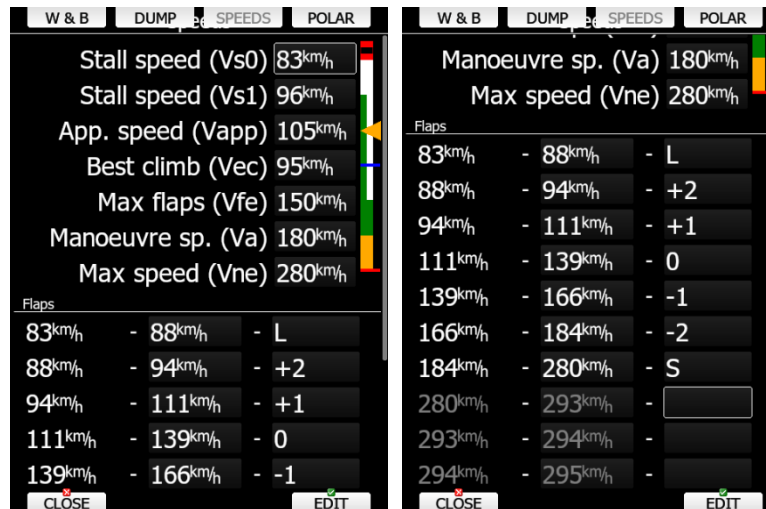 W & B DUMP SPEEDS POLAR
Speeds
Stall speed (Vs0) 83km/h
Stall speed (Vs1) 96km/h
App. speed (Vapp) 105km/h
Best climb (Vec) 95km/h
Max flaps (Vfe) 150km/h
Manoeuvre sp. (Va) 180km/h
Max speed (Vne) 280km/h
Flaps
83km/h - 88km/h - L
88km/h - 94km/h - +2
94km/h - 111km/h - +1
111km/h - 139km/h - 0
139km/h - 166km/h - -1
CLOSE EDIT
W & B DUMP SPEEDS POLAR
Manoeuvre sp. (Va) 180km/h
Max speed (Vne) 280km/h
Flaps
83km/h - 88km/h - L
88km/h - 94km/h - +2
94km/h - 111km/h - +1
111km/h - 139km/h - 0
139km/h - 166km/h - -1
166km/h - 184km/h - -2
184km/h - 280km/h - S
280km/h - 293km/h -
293km/h - 294km/h -
294km/h - 295km/h -
CLOSE EDIT